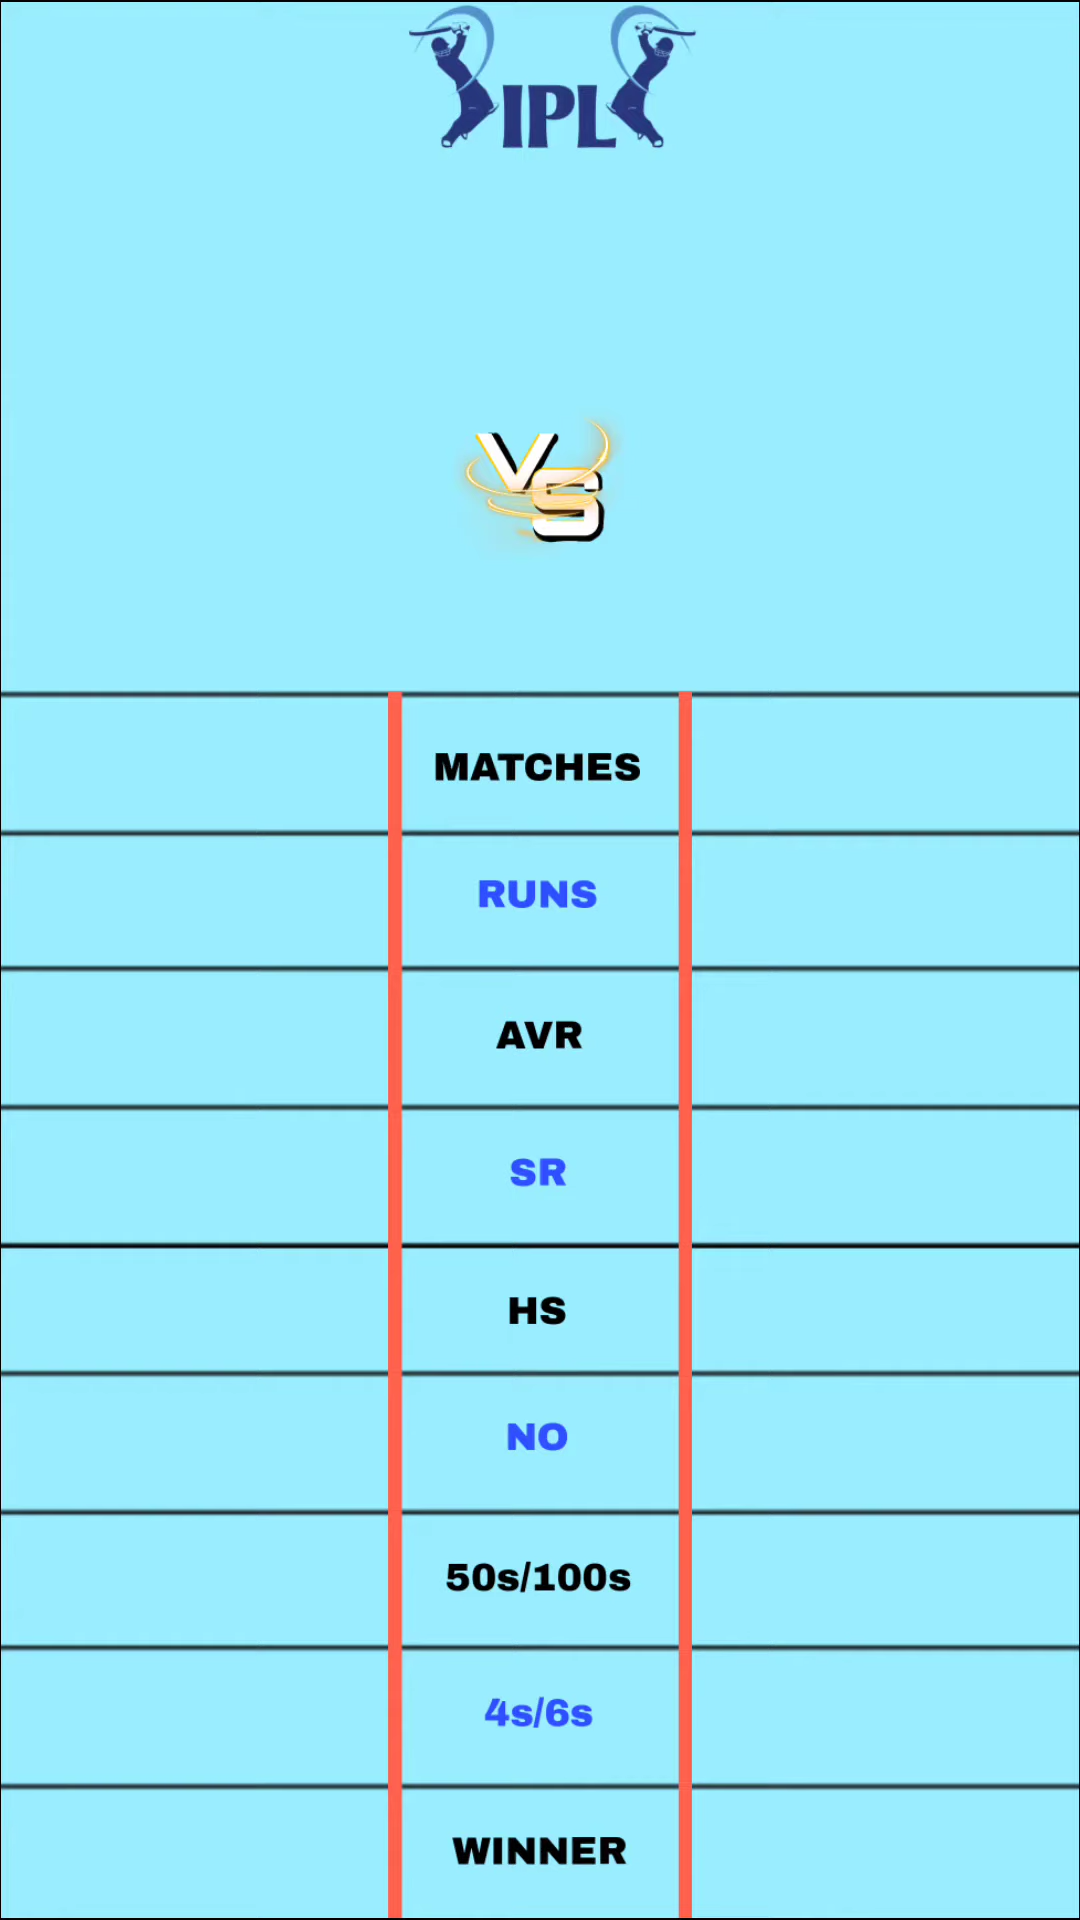 IPL
VS
MATCHES
RUNS
AVR
SR
HS
NO
50s/100s
4s/6s
WINNER